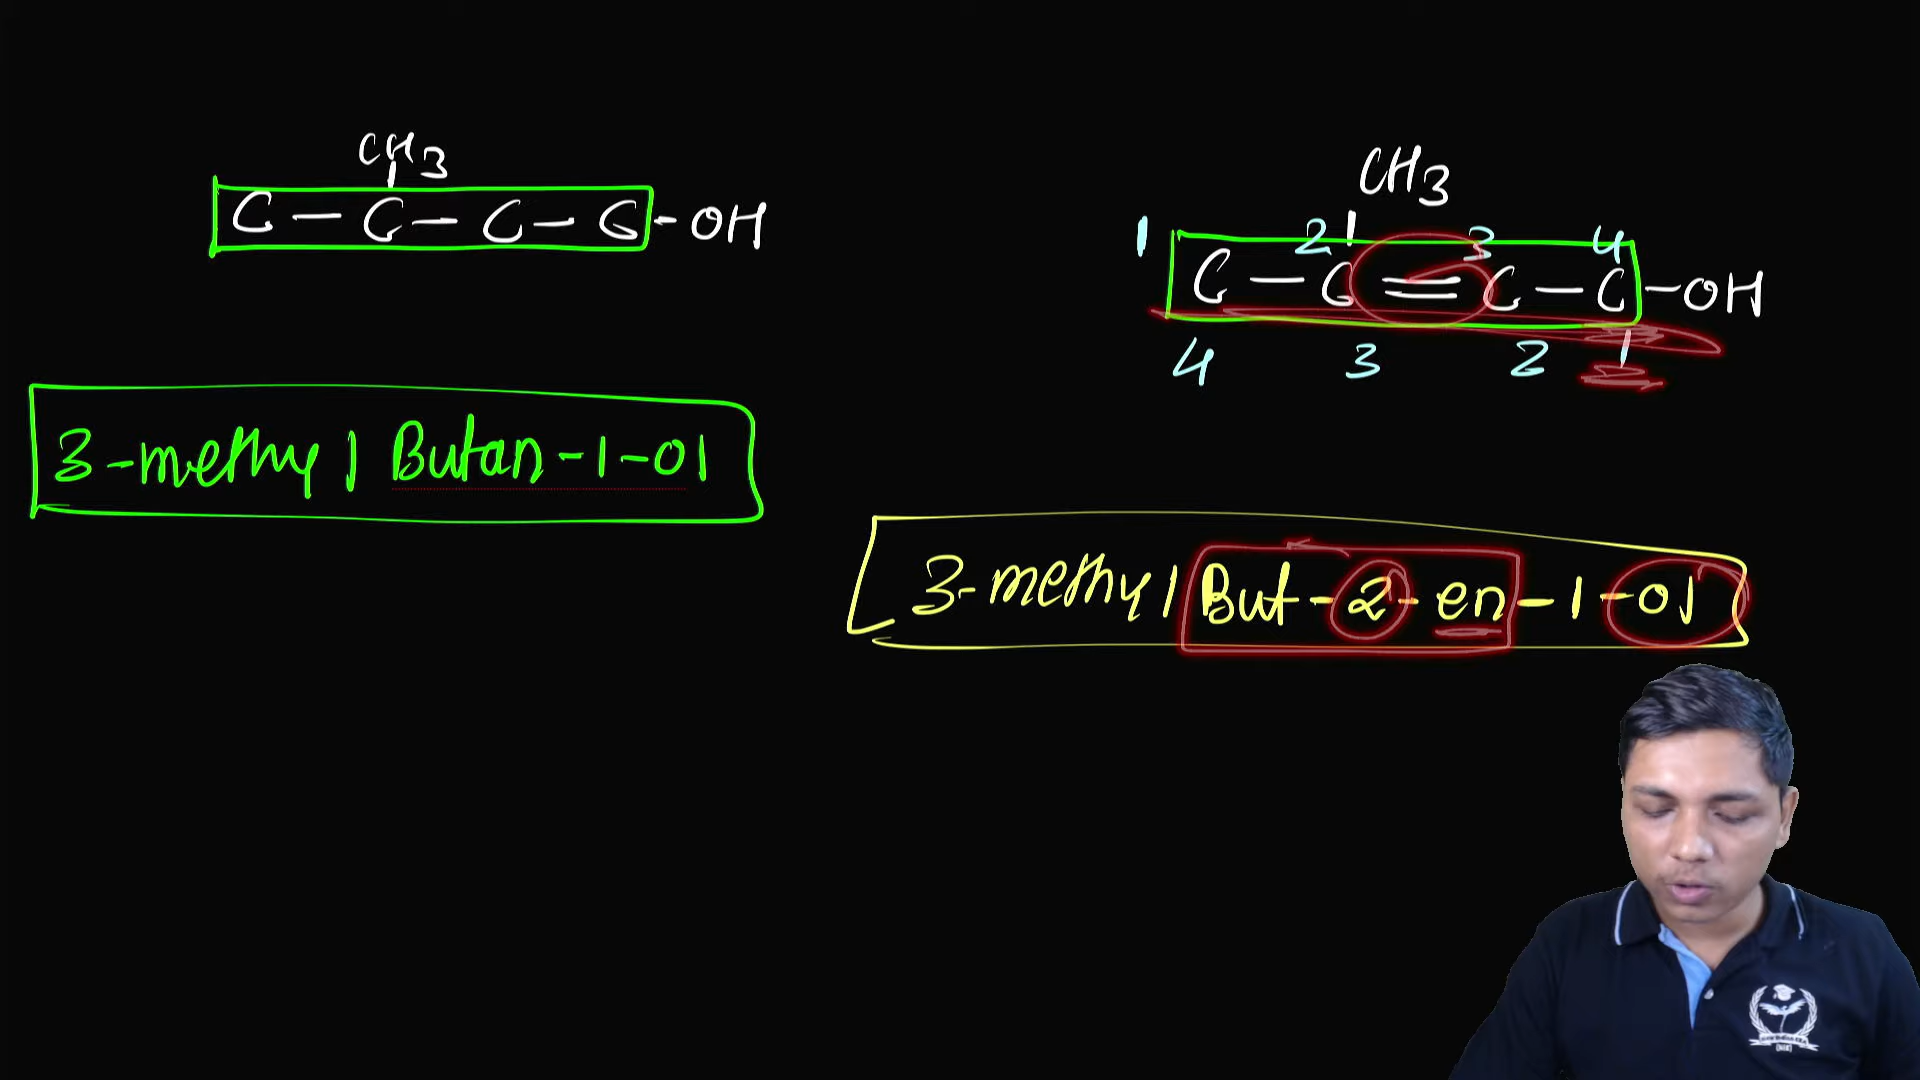 CH3
C - C - C - C - OH
3-methyl Butan-1-ol
CH3
1 2 3 4
C - C = C - C - OH
4 3 2 1
3-methyl But-2-en-1-ol